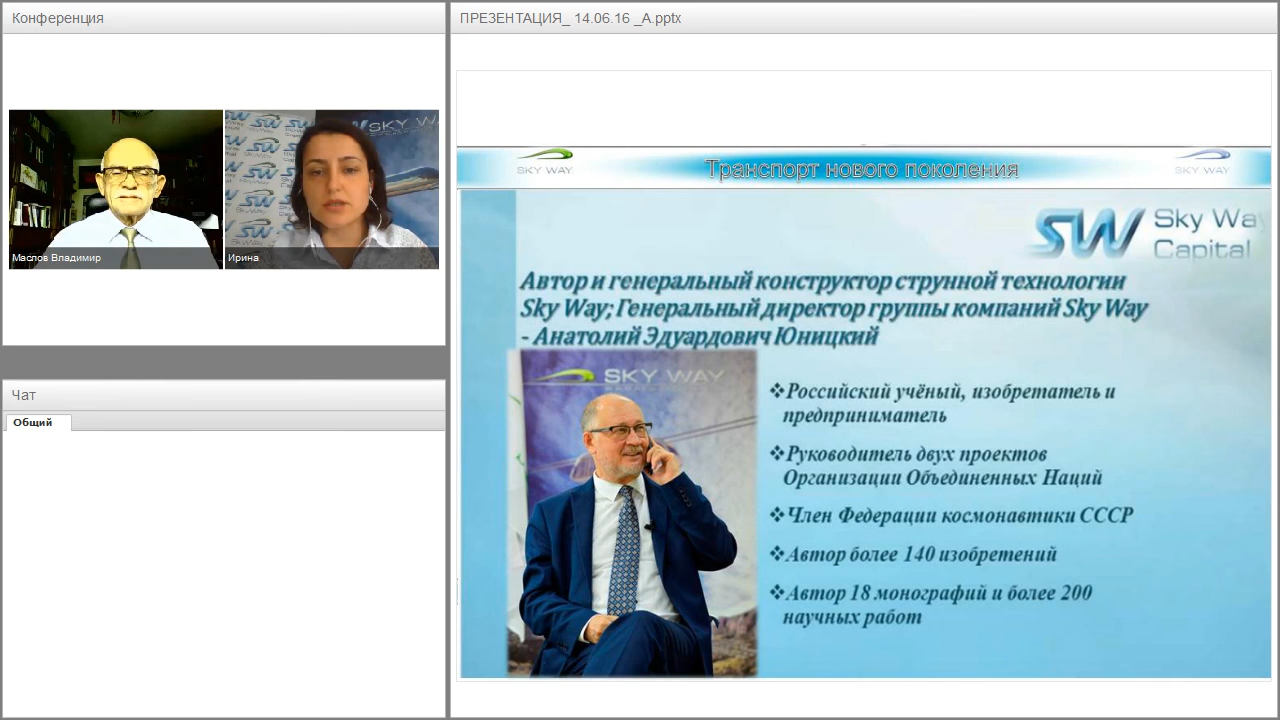 Конференция
ПРЕЗЕНТАЦИЯ_ 14.06.16 _A.pptx
Маслов Владимир
Ирина
Чат
Общий
SKY WAY
Транспорт нового поколения
SKY WAY
SW Sky Way
Capital
Автор и генеральный конструктор струнной технологии
Sky Way; Генеральный директор группы компаний Sky Way
- Анатолий Эдуардович Юницкий
SKY WAY
❖Российский учёный, изобретатель и
предприниматель
❖Руководитель двух проектов
Организации Объединенных Наций
❖Член Федерации космонавтики СССР
❖Автор более 140 изобретений
❖Автор 18 монографий и более 200
научных работ